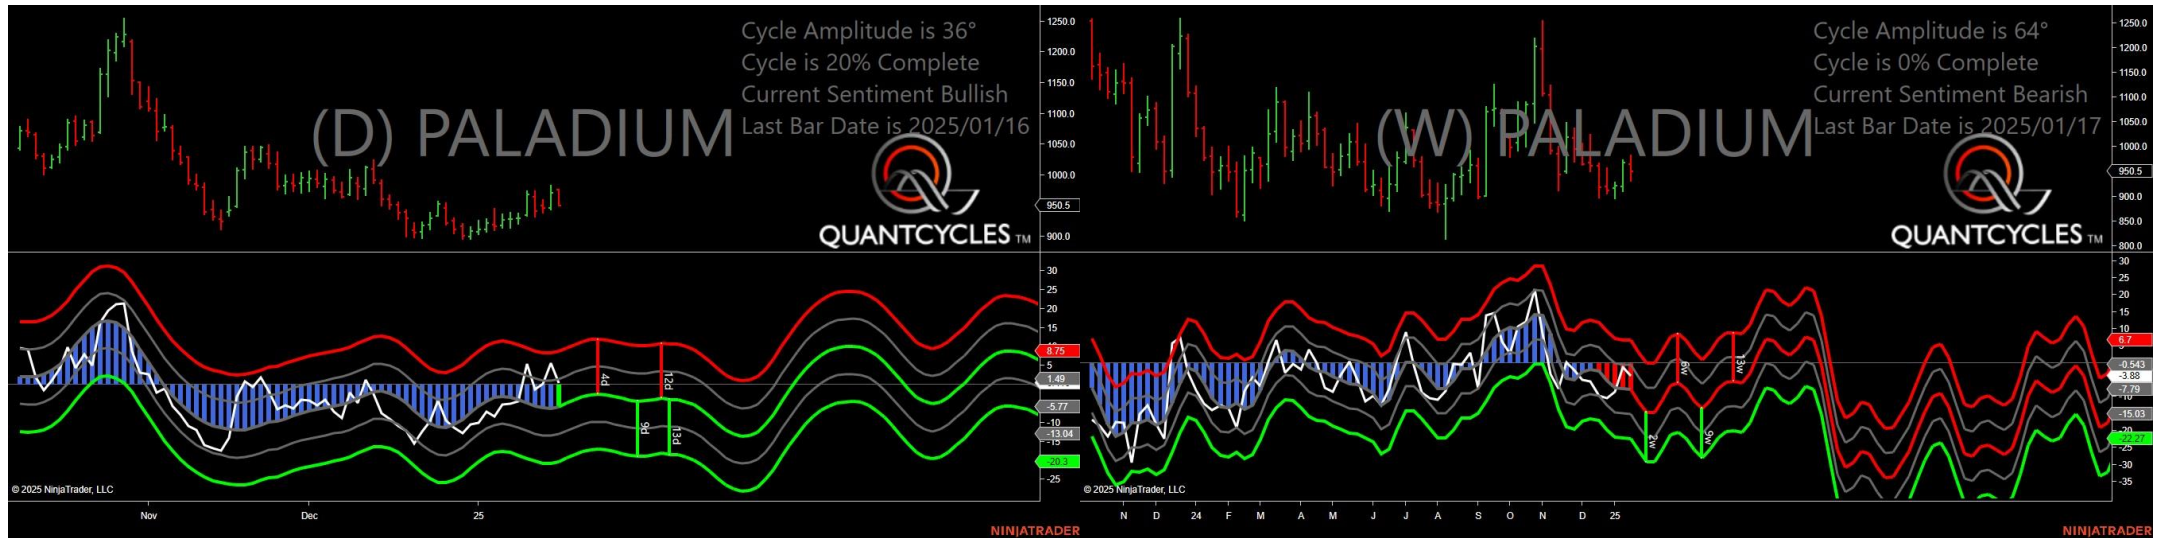 Cycle Amplitude is 36°
Cycle is 20% Complete
Current Sentiment Bullish
Last Bar Date is 2025/01/16
(D) PALADIUM
QUANTCYCLES TM
1250.0
1200.0
1150.0
1100.0
1050.0
1000.0
950.5
900.0
30
25
20
15
8.75
5
1.49
-5.77
-10
-13.04
-15
-20.3
-25
4d
12d
9d
13d
© 2025 NinjaTrader, LLC
Nov
Dec
25
NINJATRADER
Cycle Amplitude is 64°
Cycle is 0% Complete
Current Sentiment Bearish
Last Bar Date is 2025/01/17
(W) PALADIUM
QUANTCYCLES TM
1250.0
1200.0
1150.0
1100.0
1050.0
1000.0
950.5
900.0
850.0
800.0
30
25
20
15
10
6.7
-0.543
-3.88
-7.79
-10
-15.03
-20
-22.27
-30
-35
6w
13w
2w
9w
© 2025 NinjaTrader, LLC
N
D
24
F
M
A
M
J
J
A
S
O
N
D
25
NINJATRADER